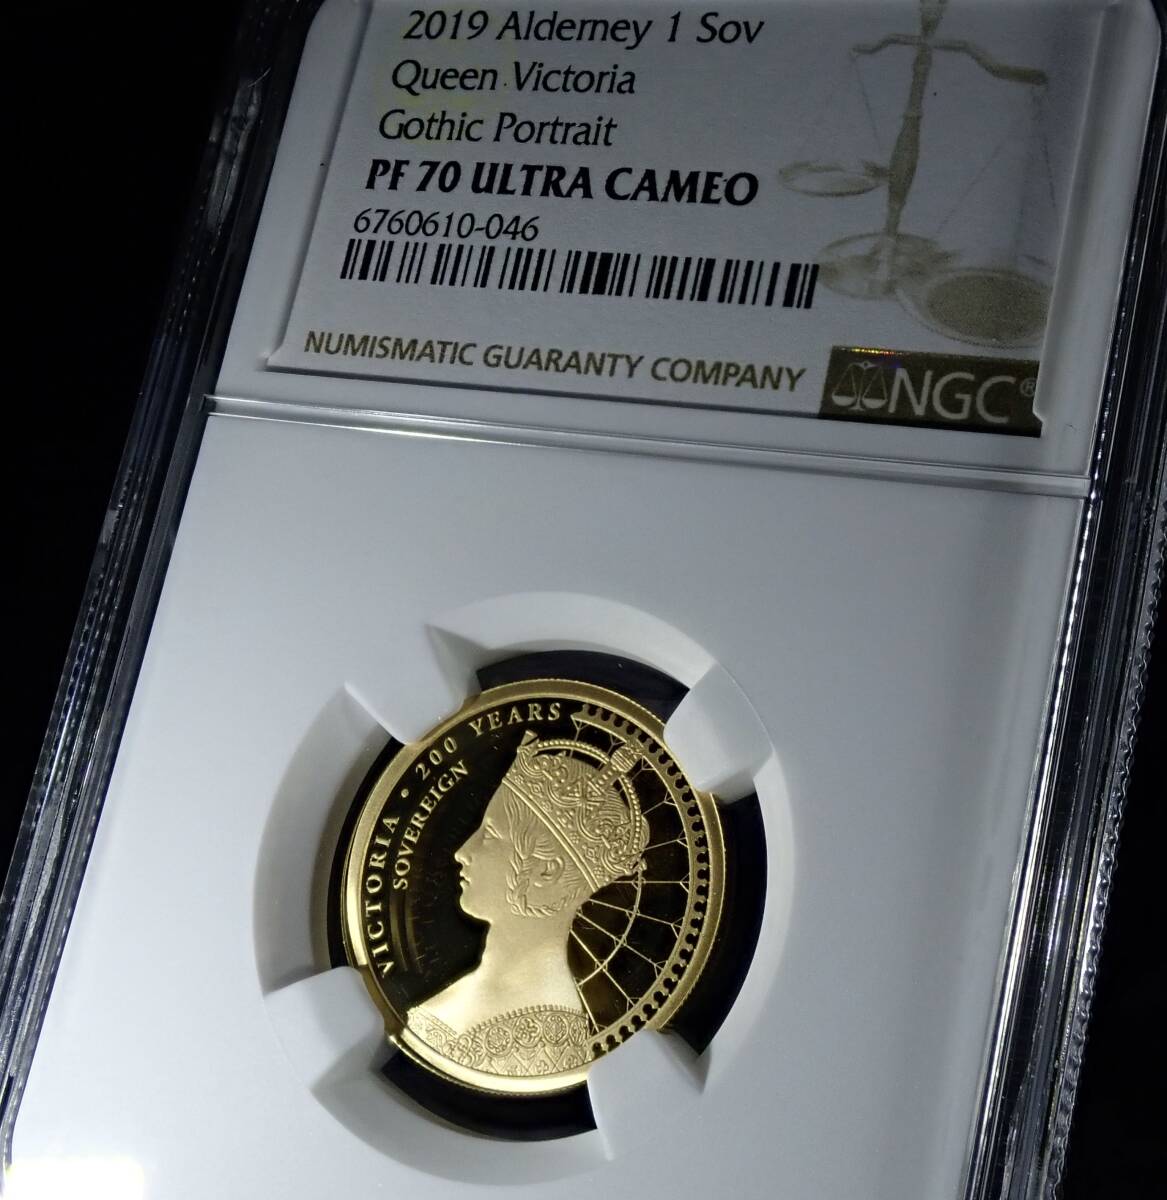 2019 Alderney 1 Sov
Queen Victoria
Gothic Portrait
PF 70 ULTRA CAMEO
6760610-046
NUMISMATIC GUARANTY COMPANY
NGC®
VICTORIA • 200 YEARS
SOVEREIGN